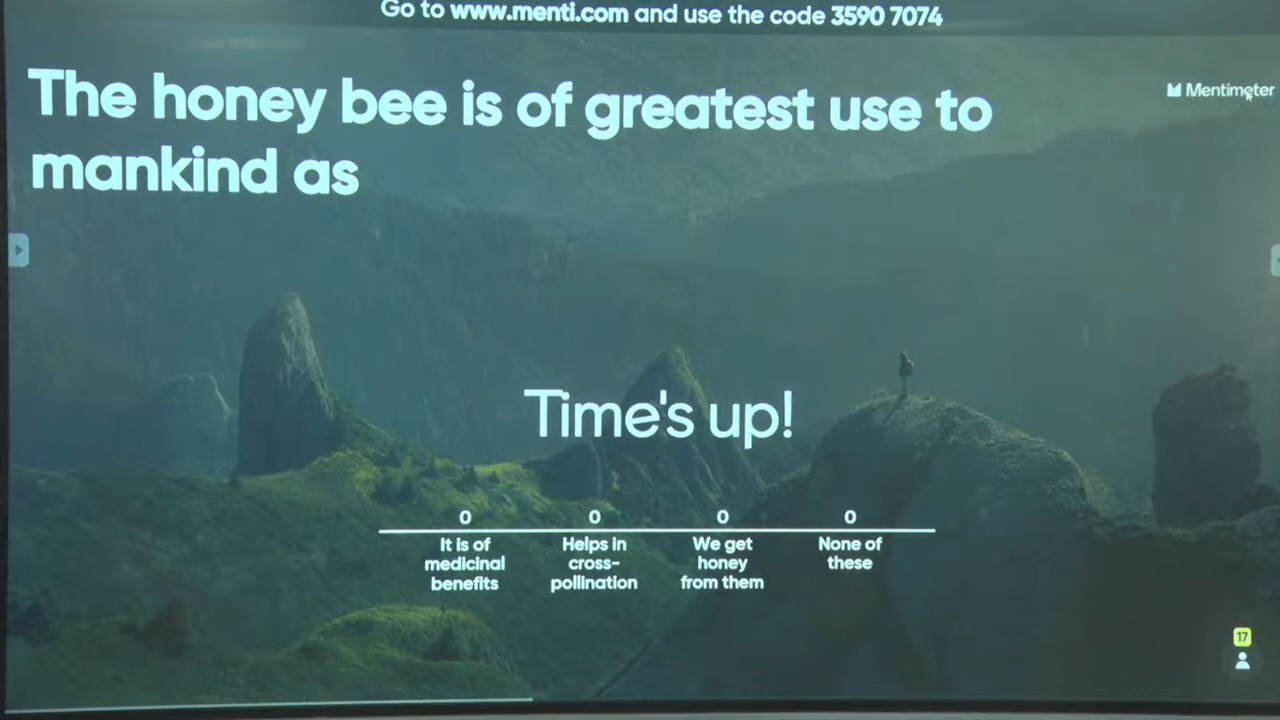 Go to www.menti.com and use the code 3590 7074
The honey bee is of greatest use to
mankind as
Mentimeter
Time's up!
0 0 0 0
It is of
medicinal
benefits
Helps in
cross-
pollination
We get
honey
from them
None of
these
17